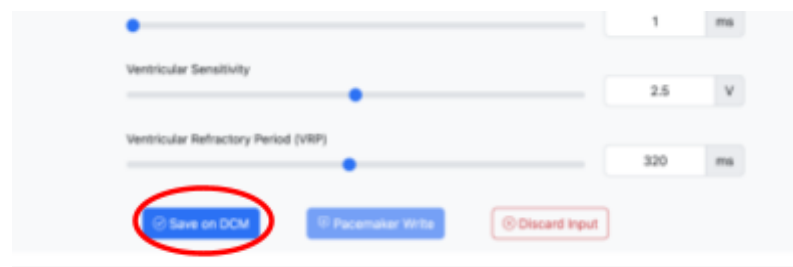 1 ms
Ventricular Sensitivity
2.5 V
Ventricular Refractory Period (VRP)
320 ms
Save on DCM Pacemaker Write Discard Input